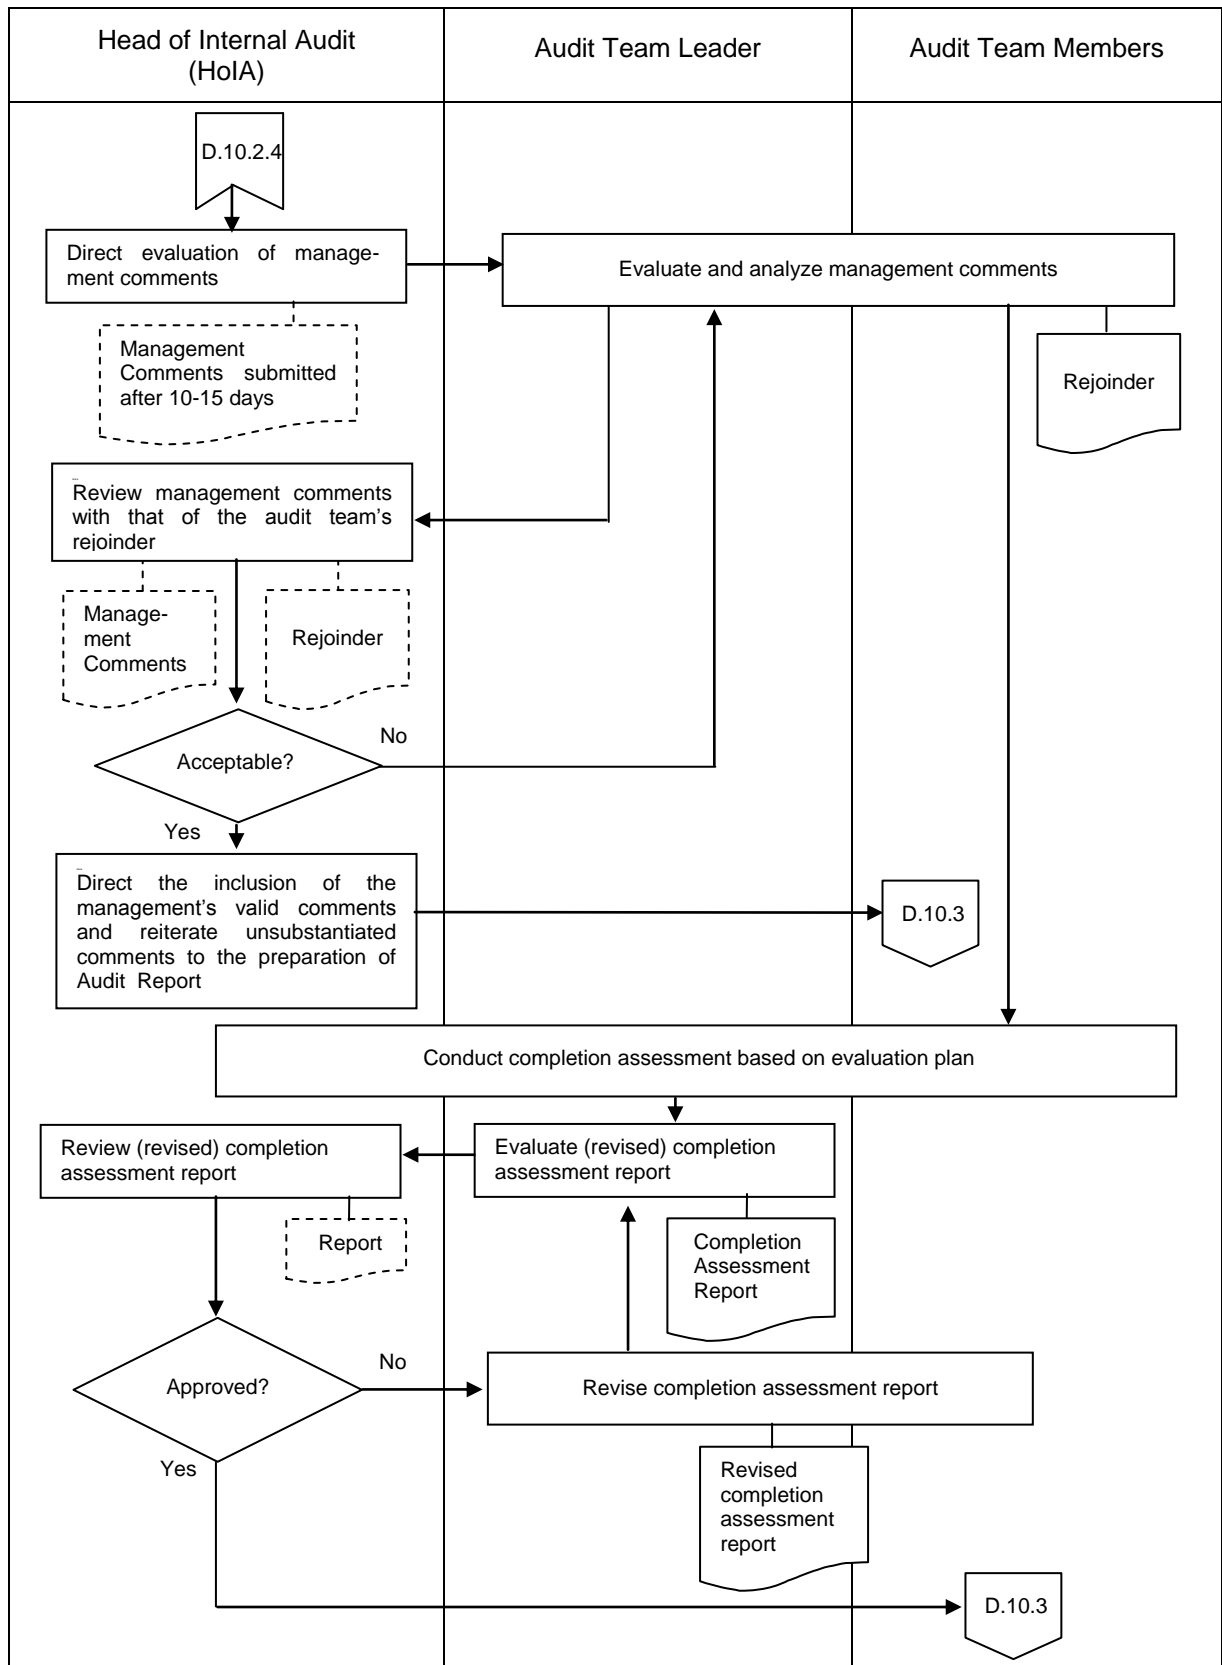 Head of Internal Audit
(HoIA)
Audit Team Leader
Audit Team Members
D.10.2.4
Direct evaluation of manage-
ment comments
Evaluate and analyze management comments
Management
Comments submitted
after 10-15 days
Rejoinder
Review management comments
with that of the audit team's
rejoinder
Manage-
ment
Comments
Rejoinder
Acceptable?
No
Yes
Direct the inclusion of the
management's valid comments
and reiterate unsubstantiated
comments to the preparation of
Audit Report
D.10.3
Conduct completion assessment based on evaluation plan
Review (revised) completion
assessment report
Evaluate (revised) completion
assessment report
Report
Completion
Assessment
Report
Approved?
No
Revise completion assessment report
Yes
Revised
completion
assessment
report
D.10.3